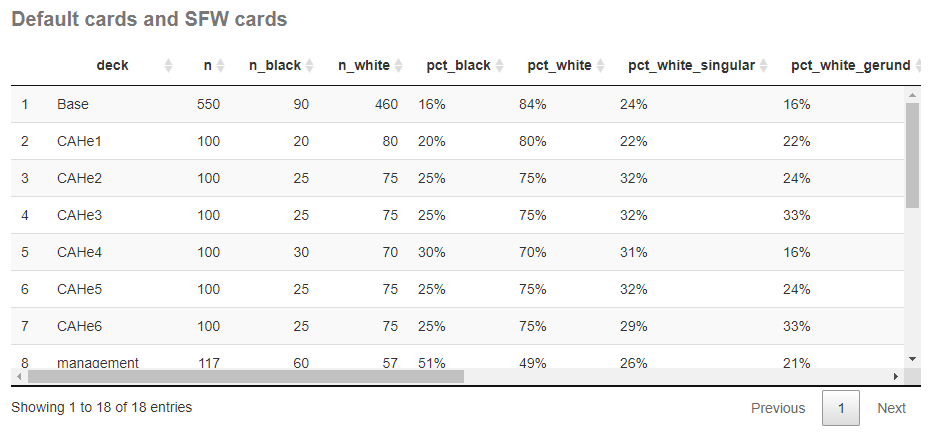 Default cards and SFW cards
deck n n_black n_white pct_black pct_white pct_white_singular pct_white_gerund
1 Base 550 90 460 16% 84% 24% 16%
2 CAHe1 100 20 80 20% 80% 22% 22%
3 CAHe2 100 25 75 25% 75% 32% 24%
4 CAHe3 100 25 75 25% 75% 32% 33%
5 CAHe4 100 30 70 30% 70% 31% 16%
6 CAHe5 100 25 75 25% 75% 32% 24%
7 CAHe6 100 25 75 25% 75% 29% 33%
8 management 117 60 57 51% 49% 26% 21%
Showing 1 to 18 of 18 entries Previous 1 Next